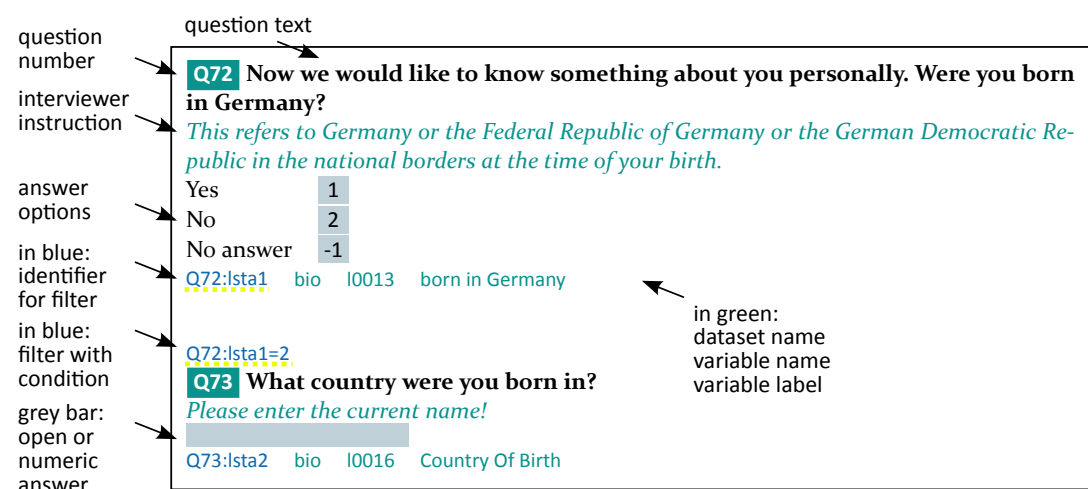 question text
question
number
Q72 Now we would like to know something about you personally. Were you born
in Germany?
interviewer
instruction
This refers to Germany or the Federal Republic of Germany or the German Democratic Re-
public in the national borders at the time of your birth.
answer
options
Yes 1
No 2
No answer -1
in blue:
identifier
for filter
Q72:lsta1 bio l0013 born in Germany
in green:
dataset name
variable name
variable label
in blue:
filter with
condition
Q72:lsta1=2
Q73 What country were you born in?
Please enter the current name!
grey bar:
open or
numeric
answer
Q73:lsta2 bio l0016 Country Of Birth